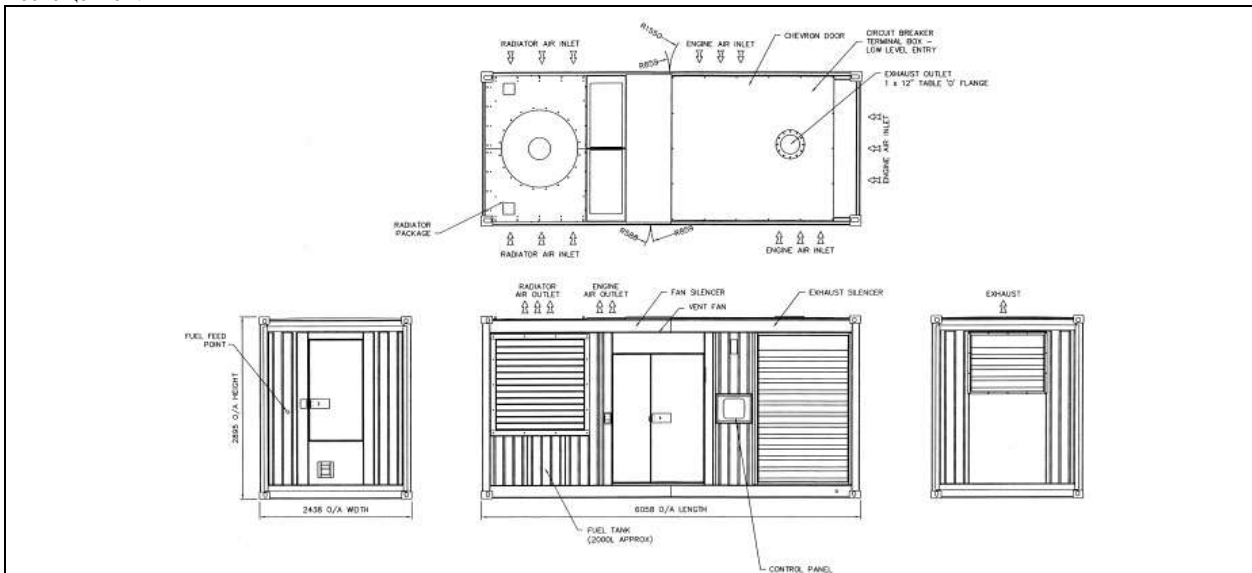 RADIATOR AIR INLET
R1550
R809
ENGINE AIR INLET
CHEVRON DOOR
CIRCUIT BREAKER
TERMINAL BOX –
LOW LEVEL ENTRY
EXHAUST OUTLET
1 x 12" TABLE 'D' FLANGE
ENGINE AIR INLET
RADIATOR
PACKAGE
RADIATOR AIR INLET
R588
R809
ENGINE AIR INLET
RADIATOR
AIR OUTLET
ENGINE
AIR OUTLET
FAN SILENCER
VENT FAN
EXHAUST SILENCER
EXHAUST
FUEL FEED
POINT
2895 O/A HEIGHT
2438 O/A WIDTH
6058 O/A LENGTH
FUEL TANK
(2000L APPROX)
CONTROL PANEL